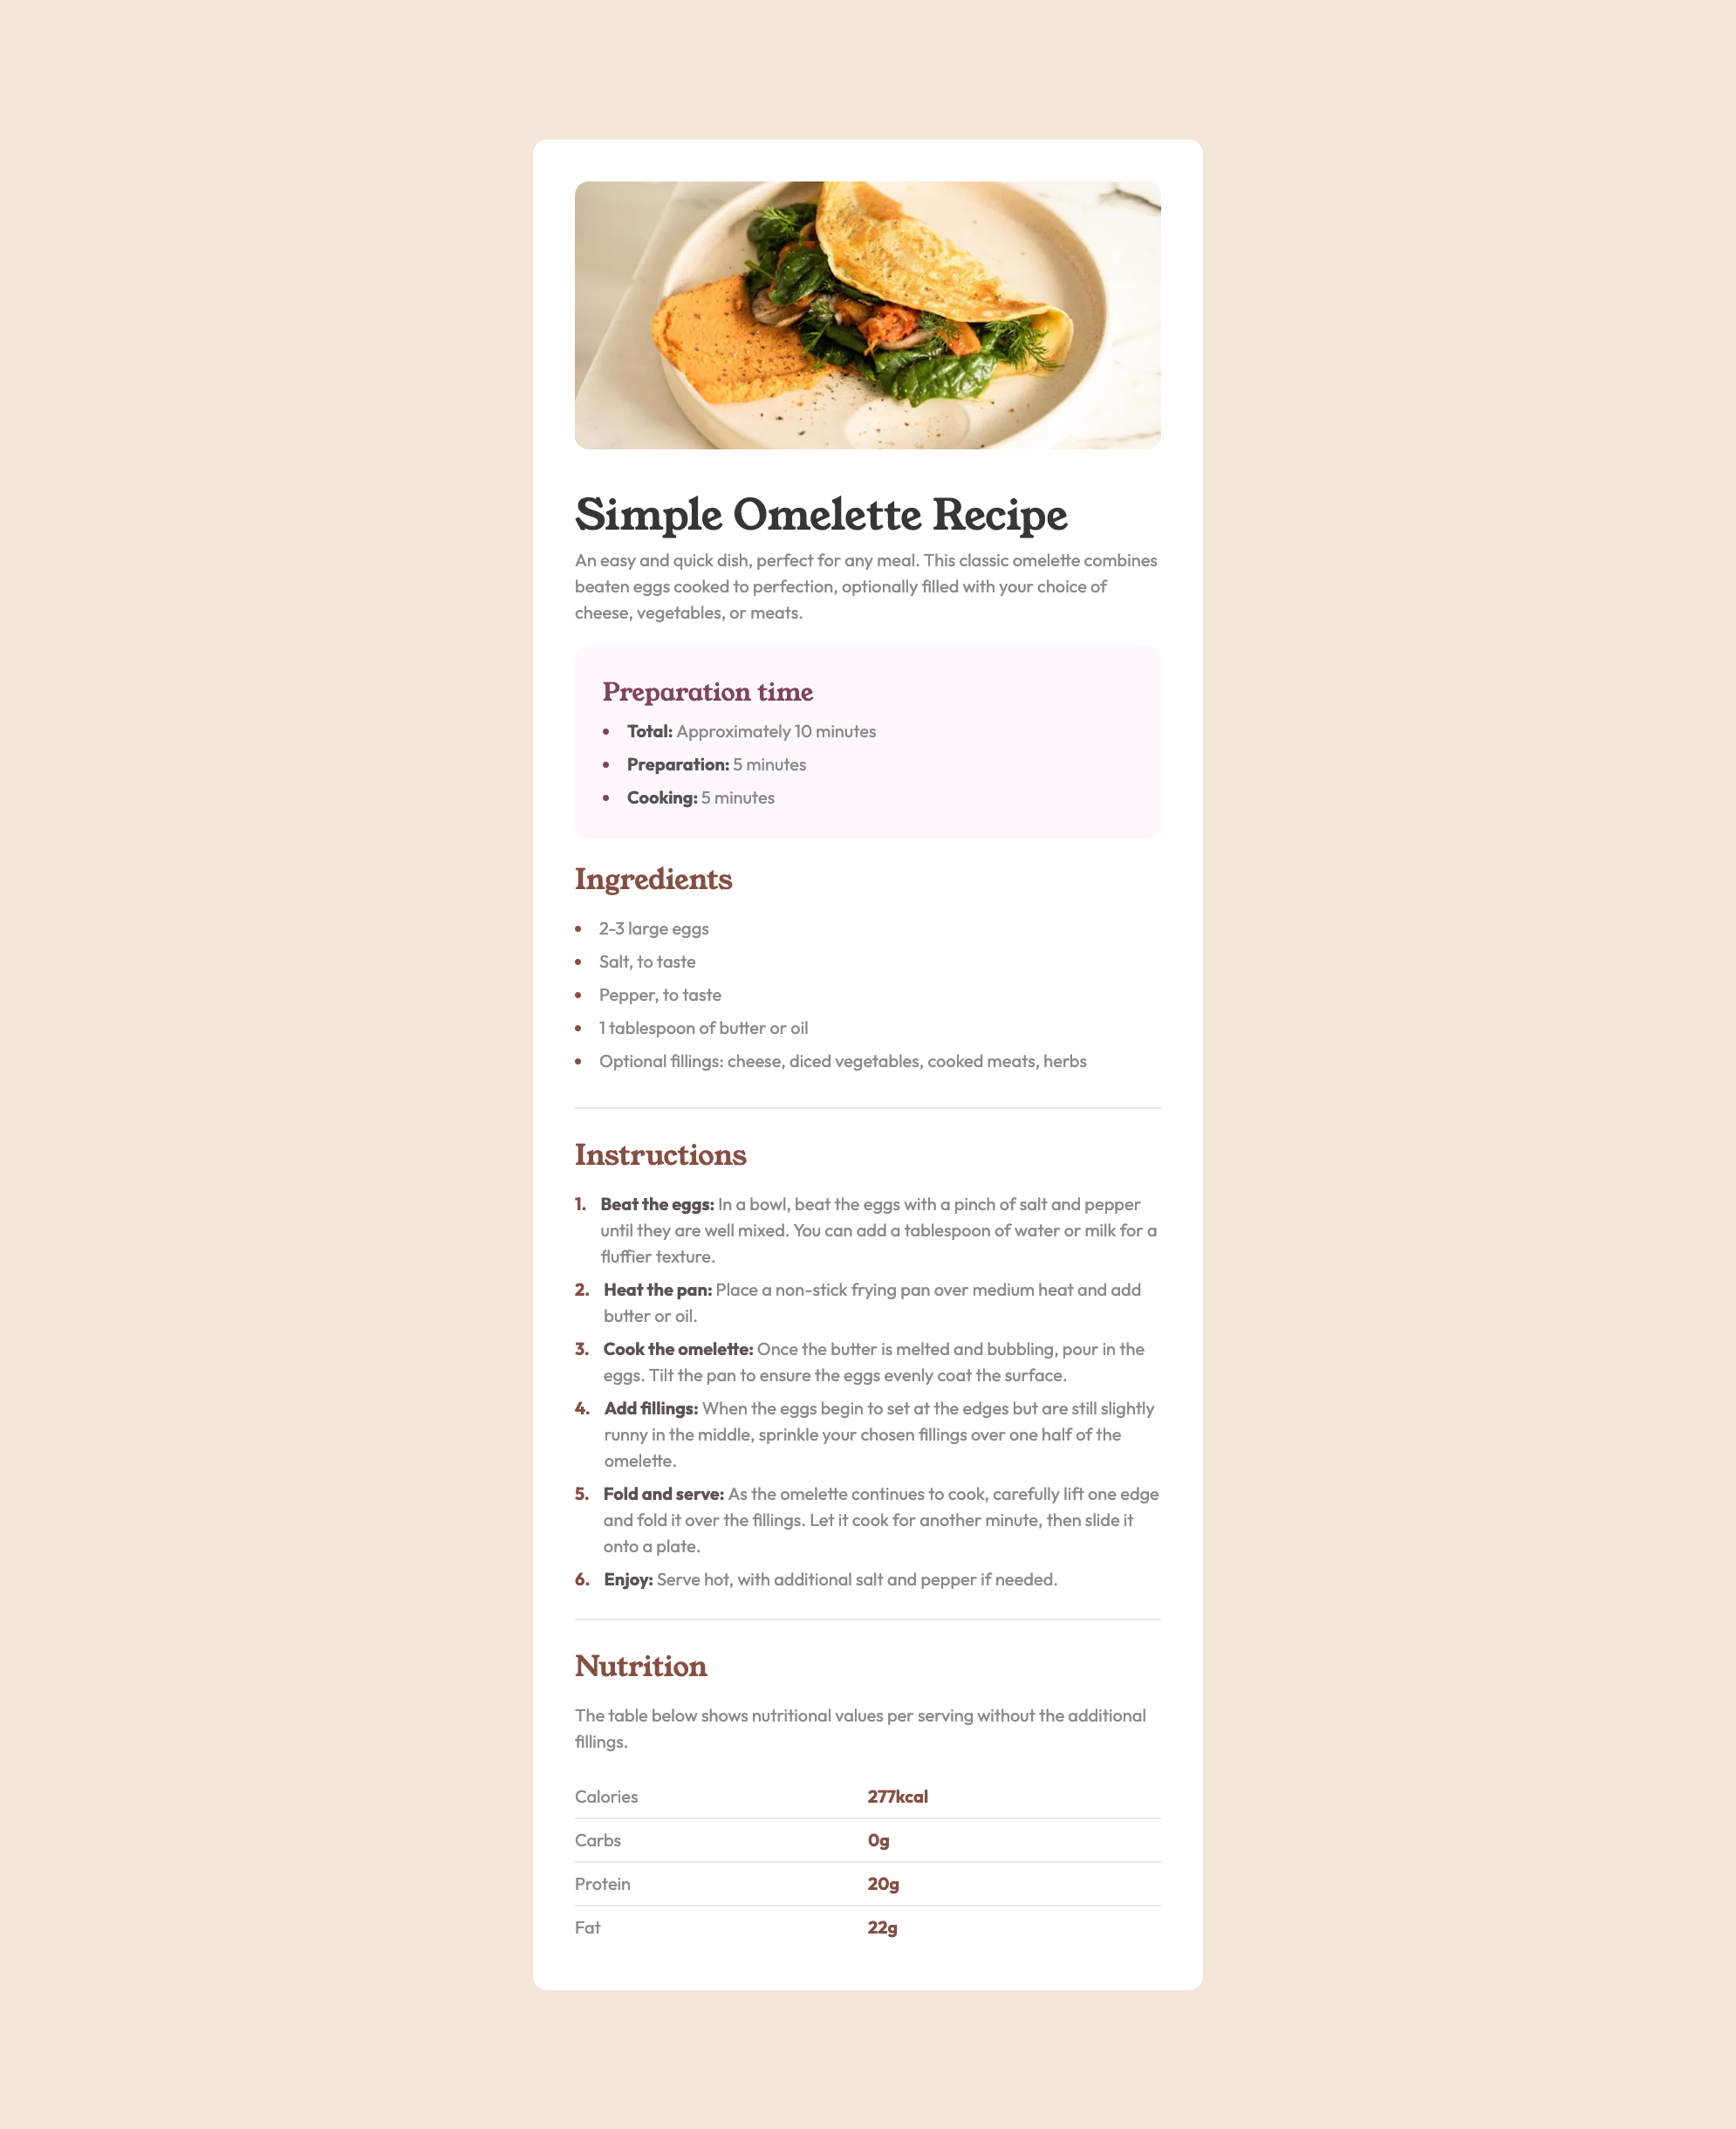 Simple Omelette Recipe
An easy and quick dish, perfect for any meal. This classic omelette combines
beaten eggs cooked to perfection, optionally filled with your choice of
cheese, vegetables, or meats.
Preparation time
• Total: Approximately 10 minutes
• Preparation: 5 minutes
• Cooking: 5 minutes
Ingredients
• 2-3 large eggs
• Salt, to taste
• Pepper, to taste
• 1 tablespoon of butter or oil
• Optional fillings: cheese, diced vegetables, cooked meats, herbs
Instructions
1. Beat the eggs: In a bowl, beat the eggs with a pinch of salt and pepper
until they are well mixed. You can add a tablespoon of water or milk for a
fluffier texture.
2. Heat the pan: Place a non-stick frying pan over medium heat and add
butter or oil.
3. Cook the omelette: Once the butter is melted and bubbling, pour in the
eggs. Tilt the pan to ensure the eggs evenly coat the surface.
4. Add fillings: When the eggs begin to set at the edges but are still slightly
runny in the middle, sprinkle your chosen fillings over one half of the
omelette.
5. Fold and serve: As the omelette continues to cook, carefully lift one edge
and fold it over the fillings. Let it cook for another minute, then slide it
onto a plate.
6. Enjoy: Serve hot, with additional salt and pepper if needed.
Nutrition
The table below shows nutritional values per serving without the additional
fillings.
Calories 277kcal
Carbs 0g
Protein 20g
Fat 22g